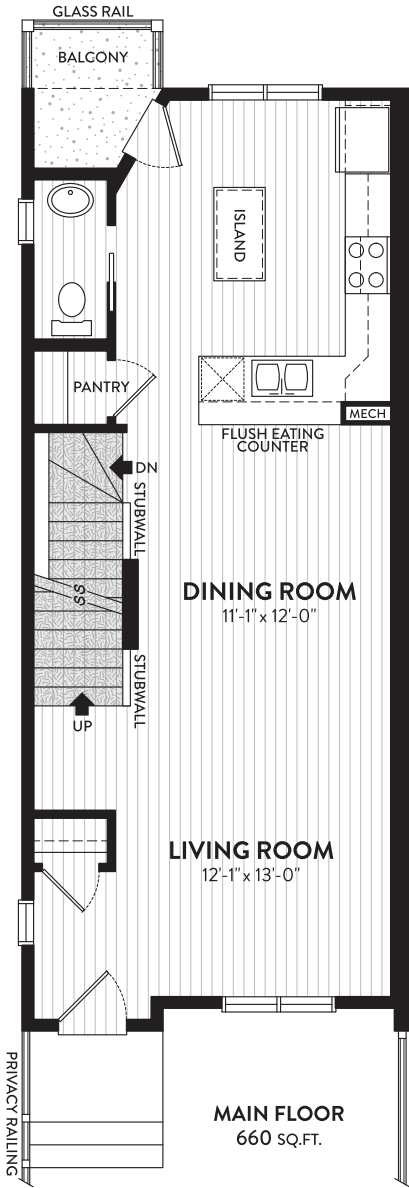 GLASS RAIL
BALCONY
ISLAND
PANTRY
MECH
FLUSH EATING
COUNTER
DN
STUBWALL
DINING ROOM
11'-1" x 12'-0"
SS
STUBWALL
UP
LIVING ROOM
12'-1" x 13'-0"
PRIVACY RAILING
MAIN FLOOR
660 SQ.FT.